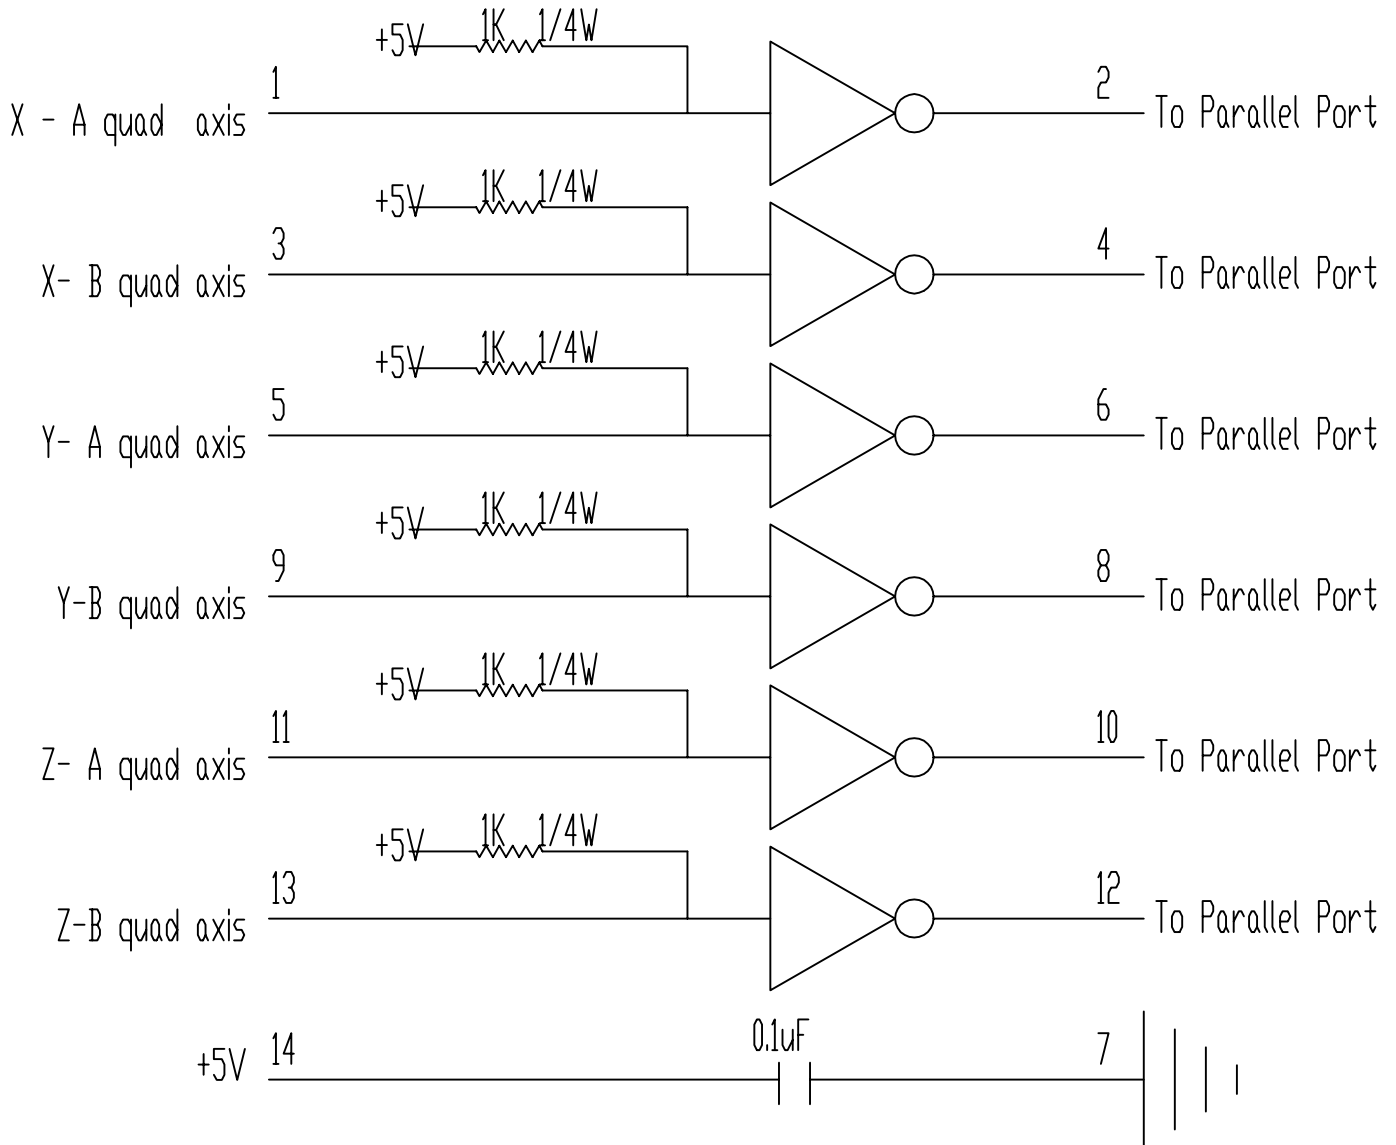 +5V 1K 1/4W
1 2
X - A quad axis To Parallel Port
+5V 1K 1/4W
3 4
X- B quad axis To Parallel Port
+5V 1K 1/4W
5 6
Y- A quad axis To Parallel Port
+5V 1K 1/4W
9 8
Y-B quad axis To Parallel Port
+5V 1K 1/4W
11 10
Z- A quad axis To Parallel Port
+5V 1K 1/4W
13 12
Z-B quad axis To Parallel Port
0.1uF
+5V 14 7